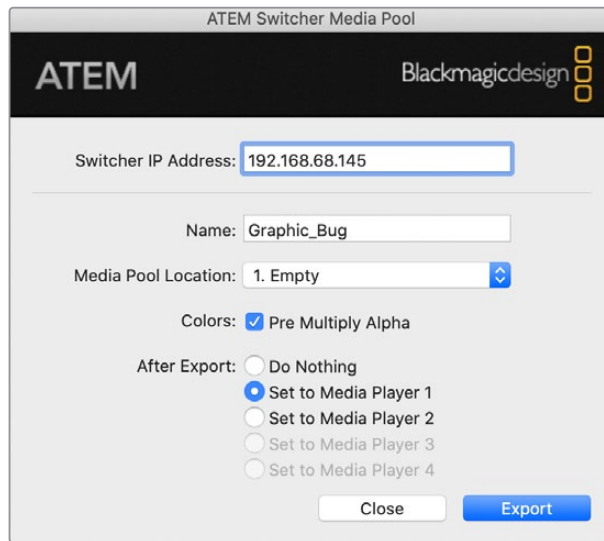 ATEM Switcher Media Pool
ATEM Blackmagicdesign
Switcher IP Address: 192.168.68.145
Name: Graphic_Bug
Media Pool Location: 1. Empty
Colors: Pre Multiply Alpha
After Export: Do Nothing
Set to Media Player 1
Set to Media Player 2
Set to Media Player 3
Set to Media Player 4
Close Export